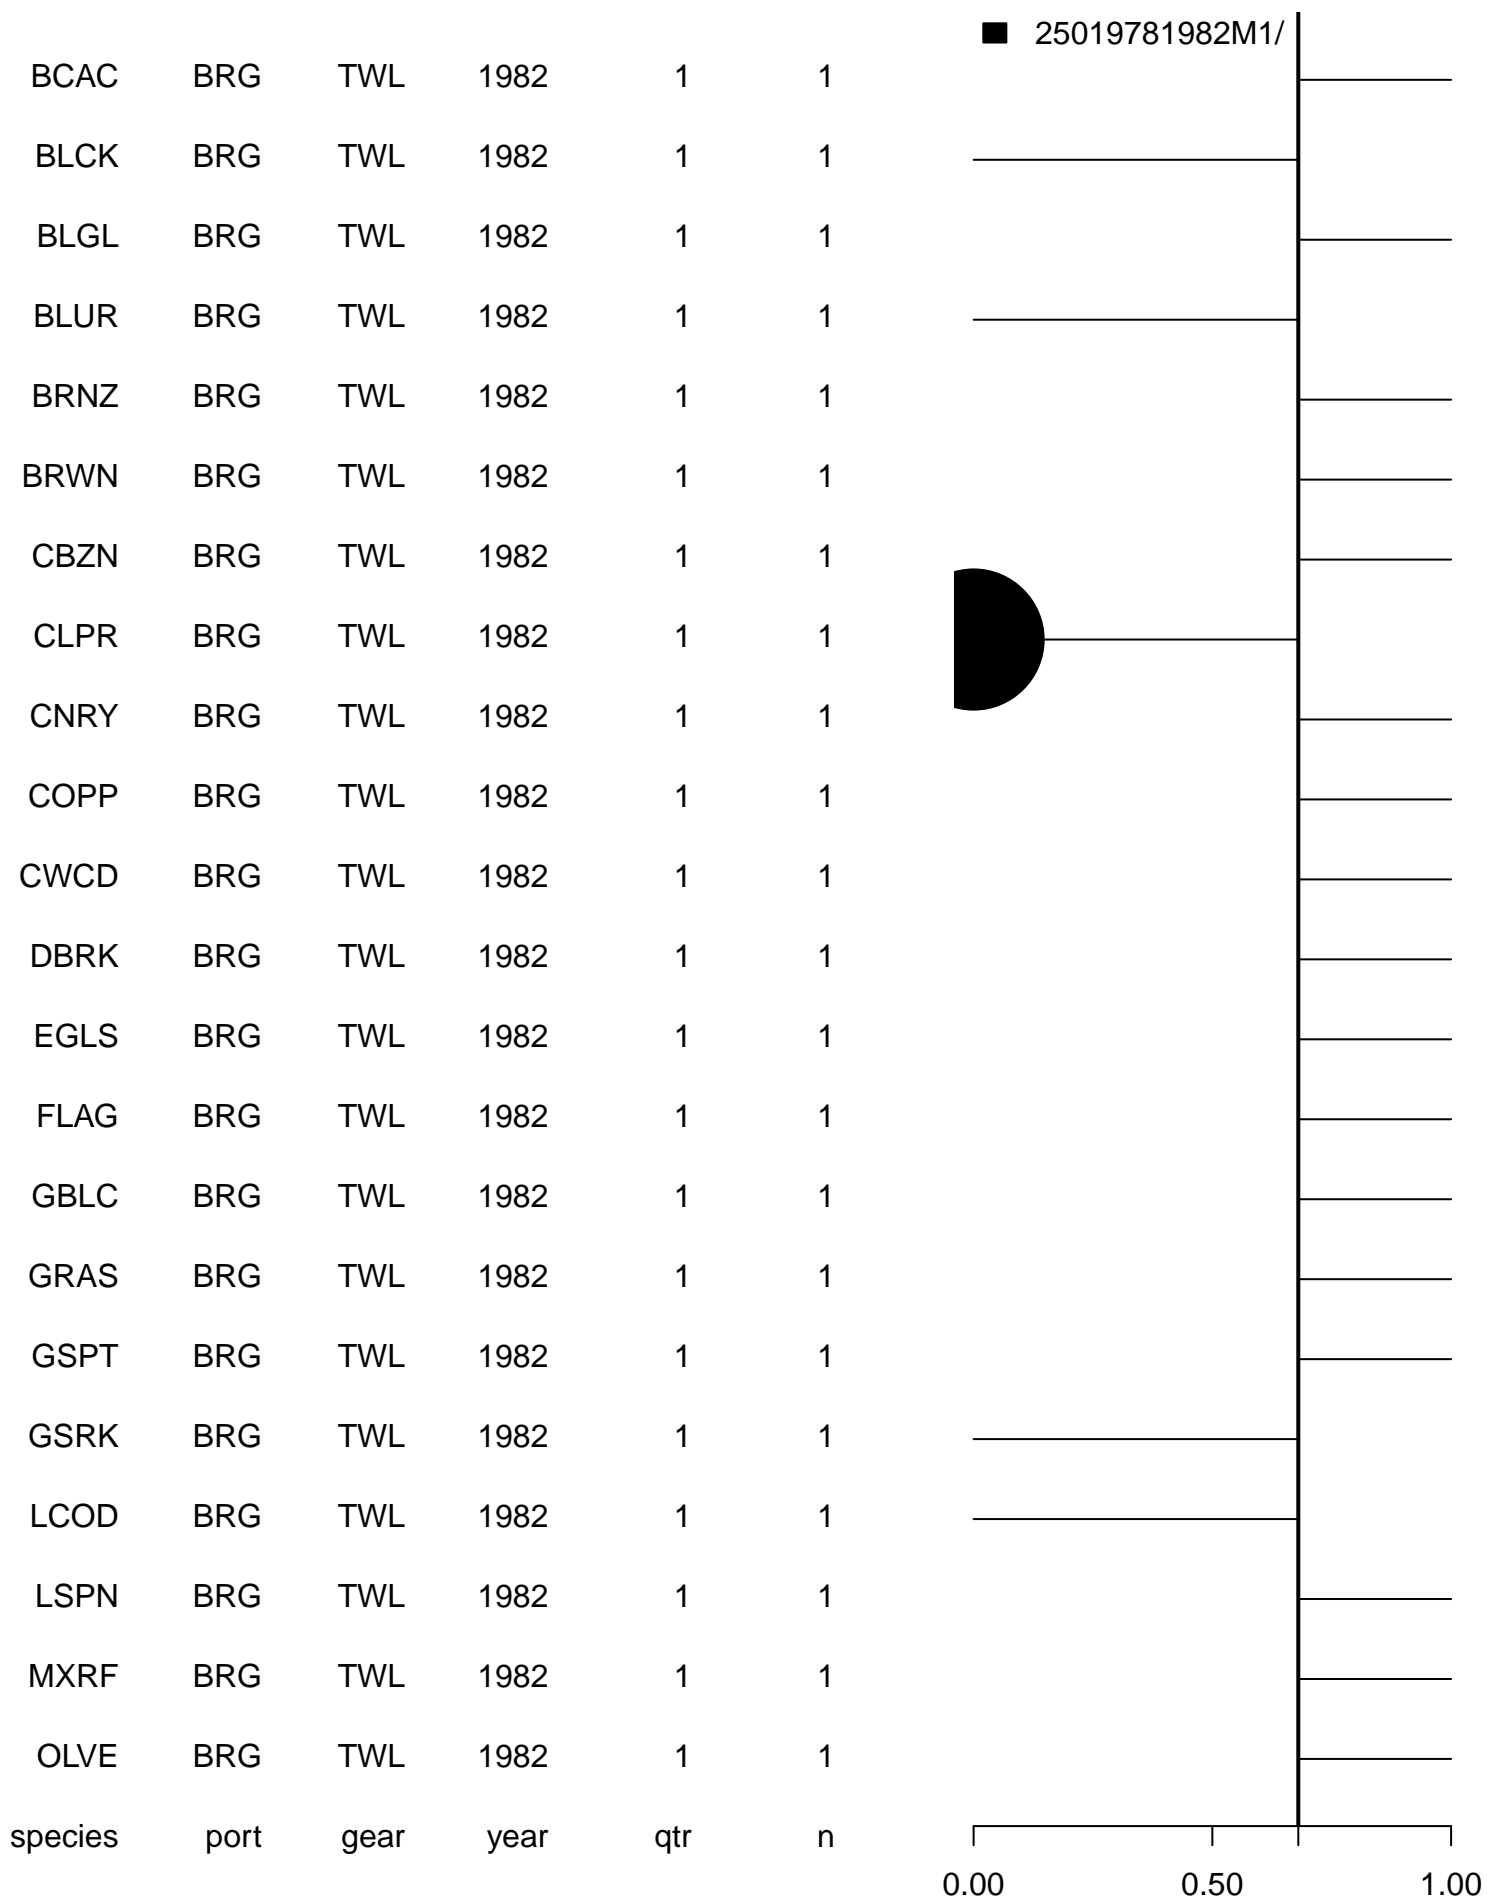 25019781982M1/
BCAC BRG TWL 1982 1 1
BLCK BRG TWL 1982 1 1
BLGL BRG TWL 1982 1 1
BLUR BRG TWL 1982 1 1
BRNZ BRG TWL 1982 1 1
BRWN BRG TWL 1982 1 1
CBZN BRG TWL 1982 1 1
CLPR BRG TWL 1982 1 1
CNRY BRG TWL 1982 1 1
COPP BRG TWL 1982 1 1
CWCD BRG TWL 1982 1 1
DBRK BRG TWL 1982 1 1
EGLS BRG TWL 1982 1 1
FLAG BRG TWL 1982 1 1
GBLC BRG TWL 1982 1 1
GRAS BRG TWL 1982 1 1
GSPT BRG TWL 1982 1 1
GSRK BRG TWL 1982 1 1
LCOD BRG TWL 1982 1 1
LSPN BRG TWL 1982 1 1
MXRF BRG TWL 1982 1 1
OLVE BRG TWL 1982 1 1
species port gear year qtr n
0.00 0.50 1.00